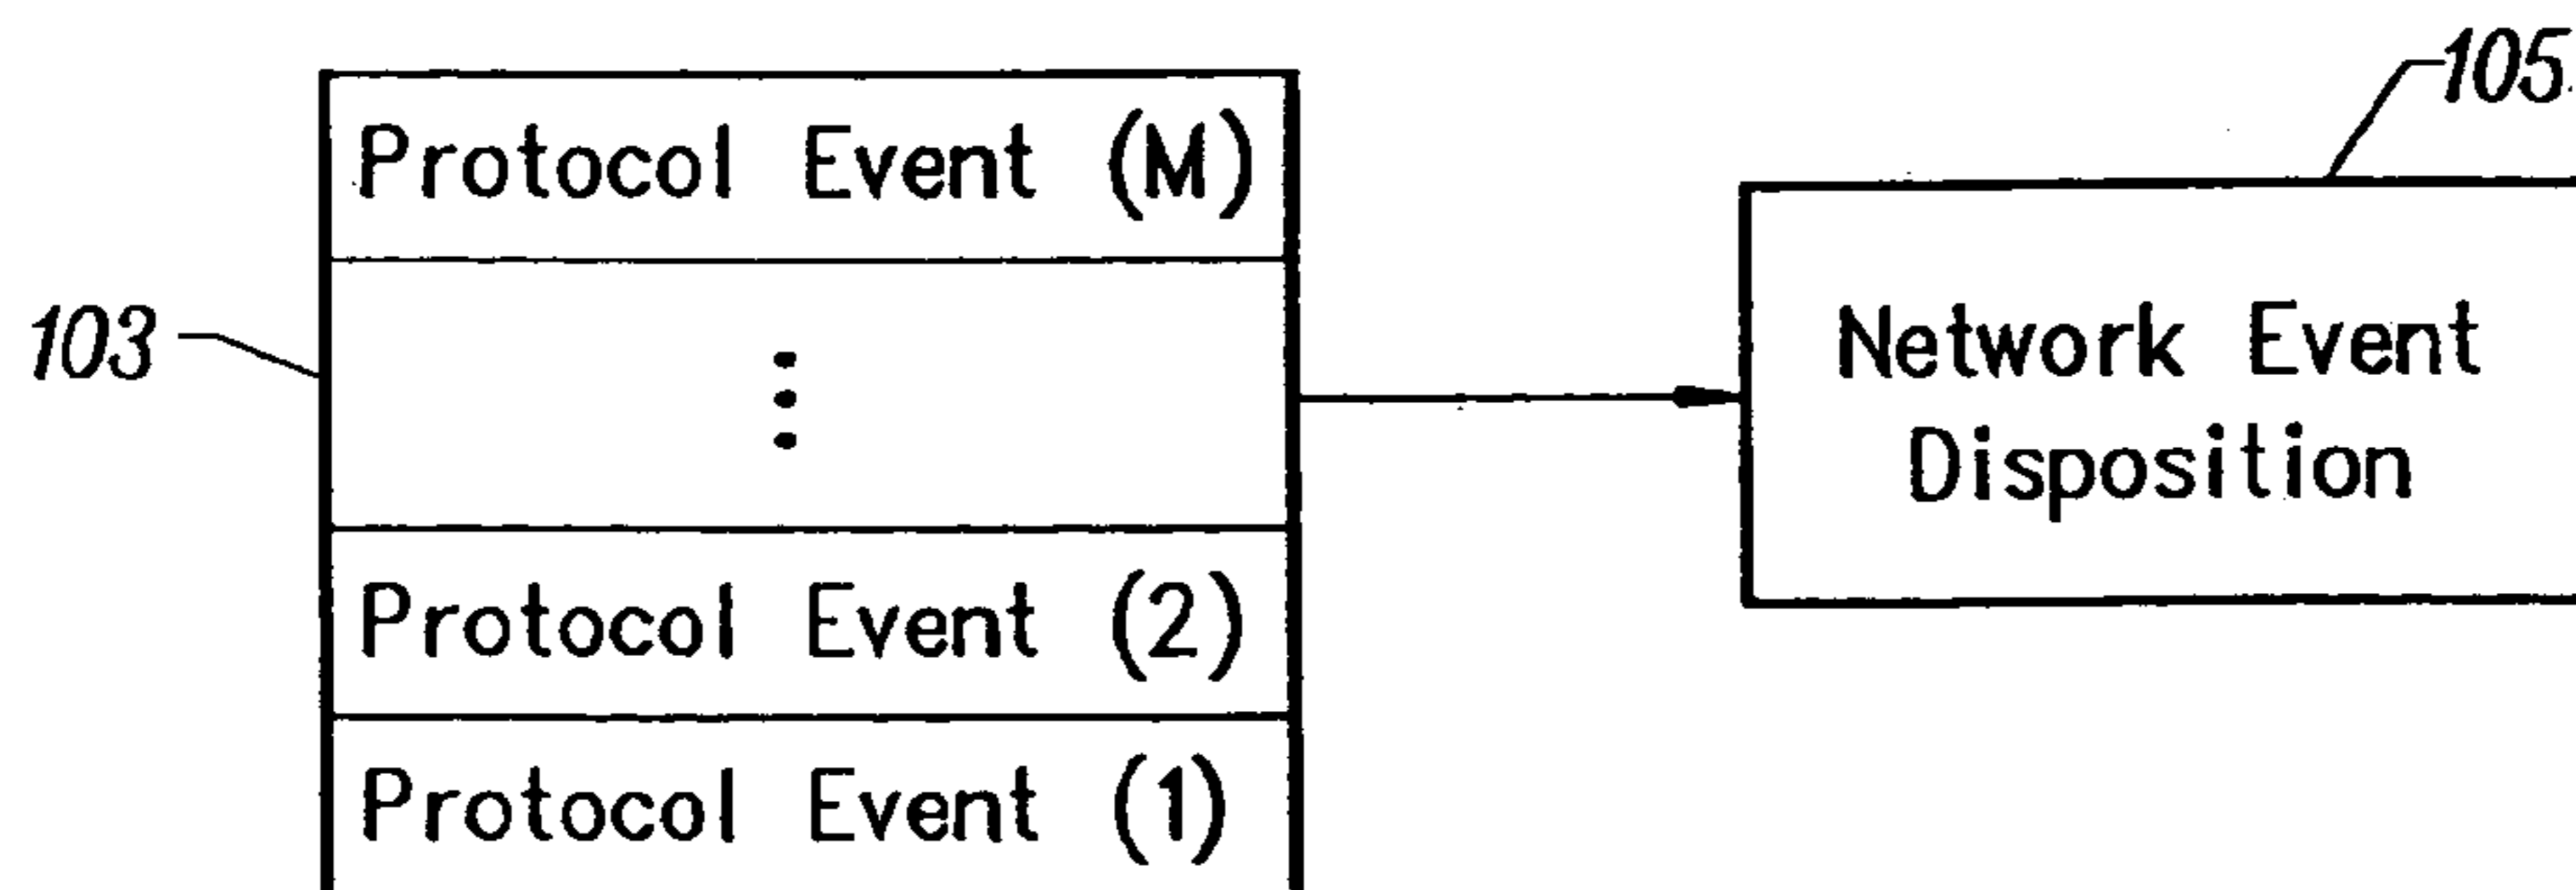 105
Protocol Event (M)
103
Network Event
Disposition
Protocol Event (2)
Protocol Event (1)